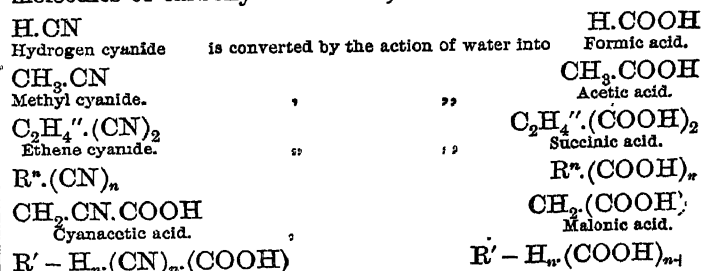 H.CN H.COOH
Hydrogen cyanide is converted by the action of water into Formic acid.
CH₃.CN CH₃.COOH
Methyl cyanide. , ,, Acetic acid.
C₂H₄″.(CN)₂ C₂H₄″.(COOH)₂
Ethene cyanide. ,, ,, Succinic acid.
Rⁿ.(CN)ₙ Rⁿ.(COOH)ₙ
CH₂.CN.COOH CH₂.(COOH)
Cyanacetic acid. , Malonic acid.
R′ – Hₙ.(CN)ₙ.(COOH) R′ – Hₙ.(COOH)ₙ₋₁